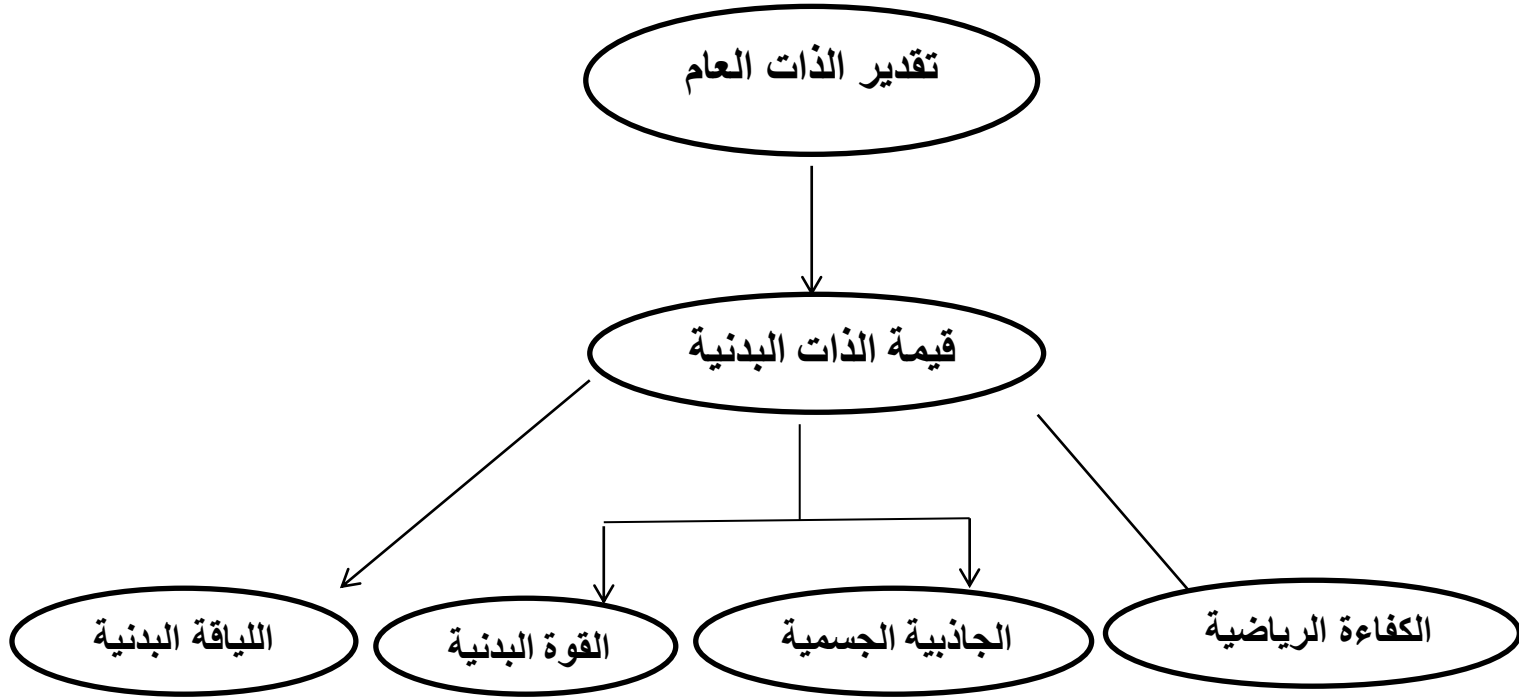 تقدير الذات العام
قيمة الذات البدنية
الكفاءة الرياضية
الجاذبية الجسمية
القوة البدنية
اللياقة البدنية